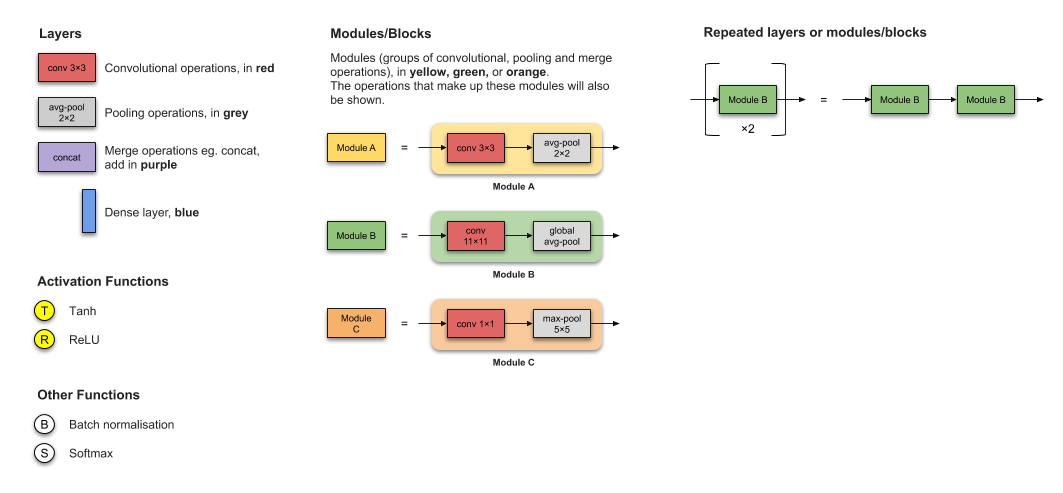 Layers
conv 3×3
Convolutional operations, in red
avg-pool
2×2
Pooling operations, in grey
concat
Merge operations eg. concat,
add in purple
Dense layer, blue
Activation Functions
T
Tanh
R
ReLU
Other Functions
B
Batch normalisation
S
Softmax
Modules/Blocks
Modules (groups of convolutional, pooling and merge
operations), in yellow, green, or orange.
The operations that make up these modules will also
be shown.
Module A
=
conv 3×3
avg-pool
2×2
Module A
Module B
=
conv
11×11
global
avg-pool
Module B
Module
C
=
conv 1×1
max-pool
5×5
Module C
Repeated layers or modules/blocks
Module B
×2
=
Module B
Module B